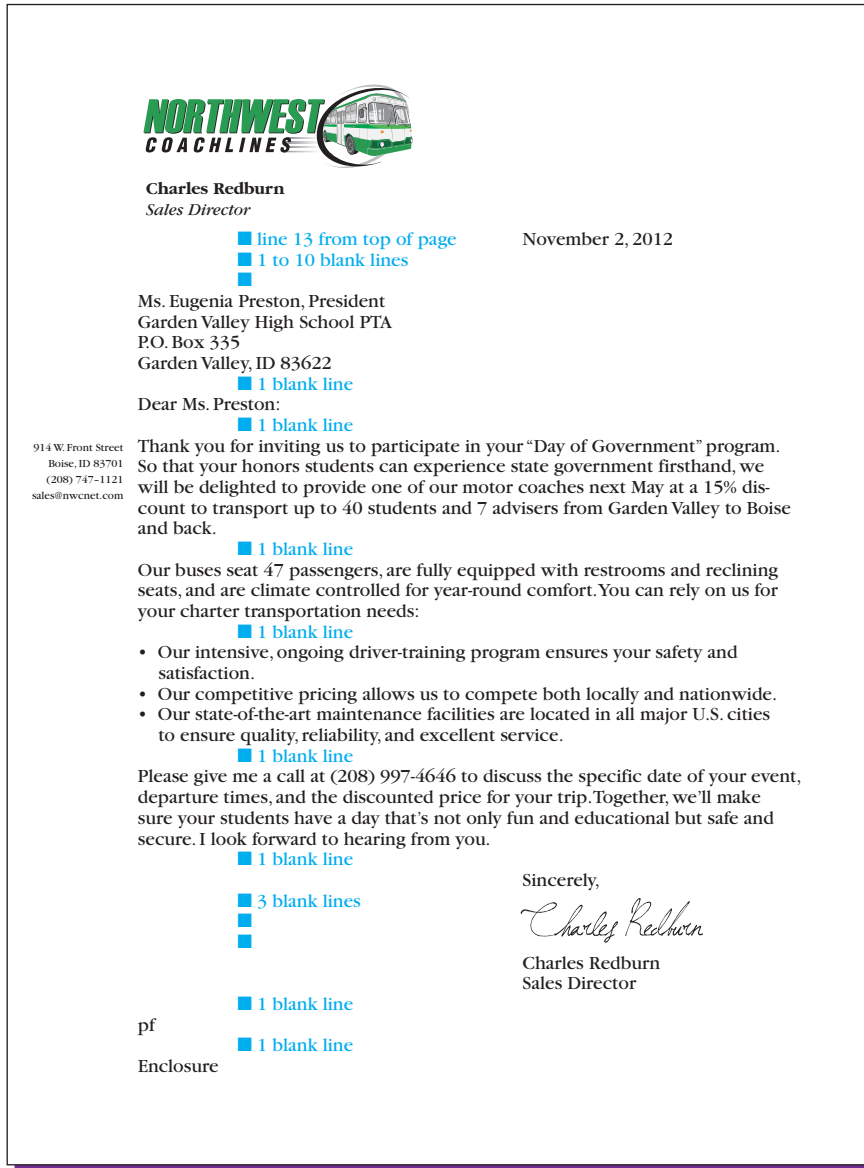 NORTHWEST
COACHLINES
Charles Redburn
Sales Director
line 13 from top of page
November 2, 2012
1 to 10 blank lines
Ms. Eugenia Preston, President
Garden Valley High School PTA
P.O. Box 335
Garden Valley, ID 83622
1 blank line
Dear Ms. Preston:
1 blank line
914 W. Front Street
Boise, ID 83701
(208) 747–1121
sales@nwcnet.com
Thank you for inviting us to participate in your “Day of Government” program.
So that your honors students can experience state government firsthand, we
will be delighted to provide one of our motor coaches next May at a 15% dis-
count to transport up to 40 students and 7 advisers from Garden Valley to Boise
and back.
1 blank line
Our buses seat 47 passengers, are fully equipped with restrooms and reclining
seats, and are climate controlled for year-round comfort. You can rely on us for
your charter transportation needs:
1 blank line
• Our intensive, ongoing driver-training program ensures your safety and
satisfaction.
• Our competitive pricing allows us to compete both locally and nationwide.
• Our state-of-the-art maintenance facilities are located in all major U.S. cities
to ensure quality, reliability, and excellent service.
1 blank line
Please give me a call at (208) 997-4646 to discuss the specific date of your event,
departure times, and the discounted price for your trip. Together, we’ll make
sure your students have a day that’s not only fun and educational but safe and
secure. I look forward to hearing from you.
1 blank line
Sincerely,
3 blank lines
Charles Redburn
Charles Redburn
Sales Director
1 blank line
pf
1 blank line
Enclosure